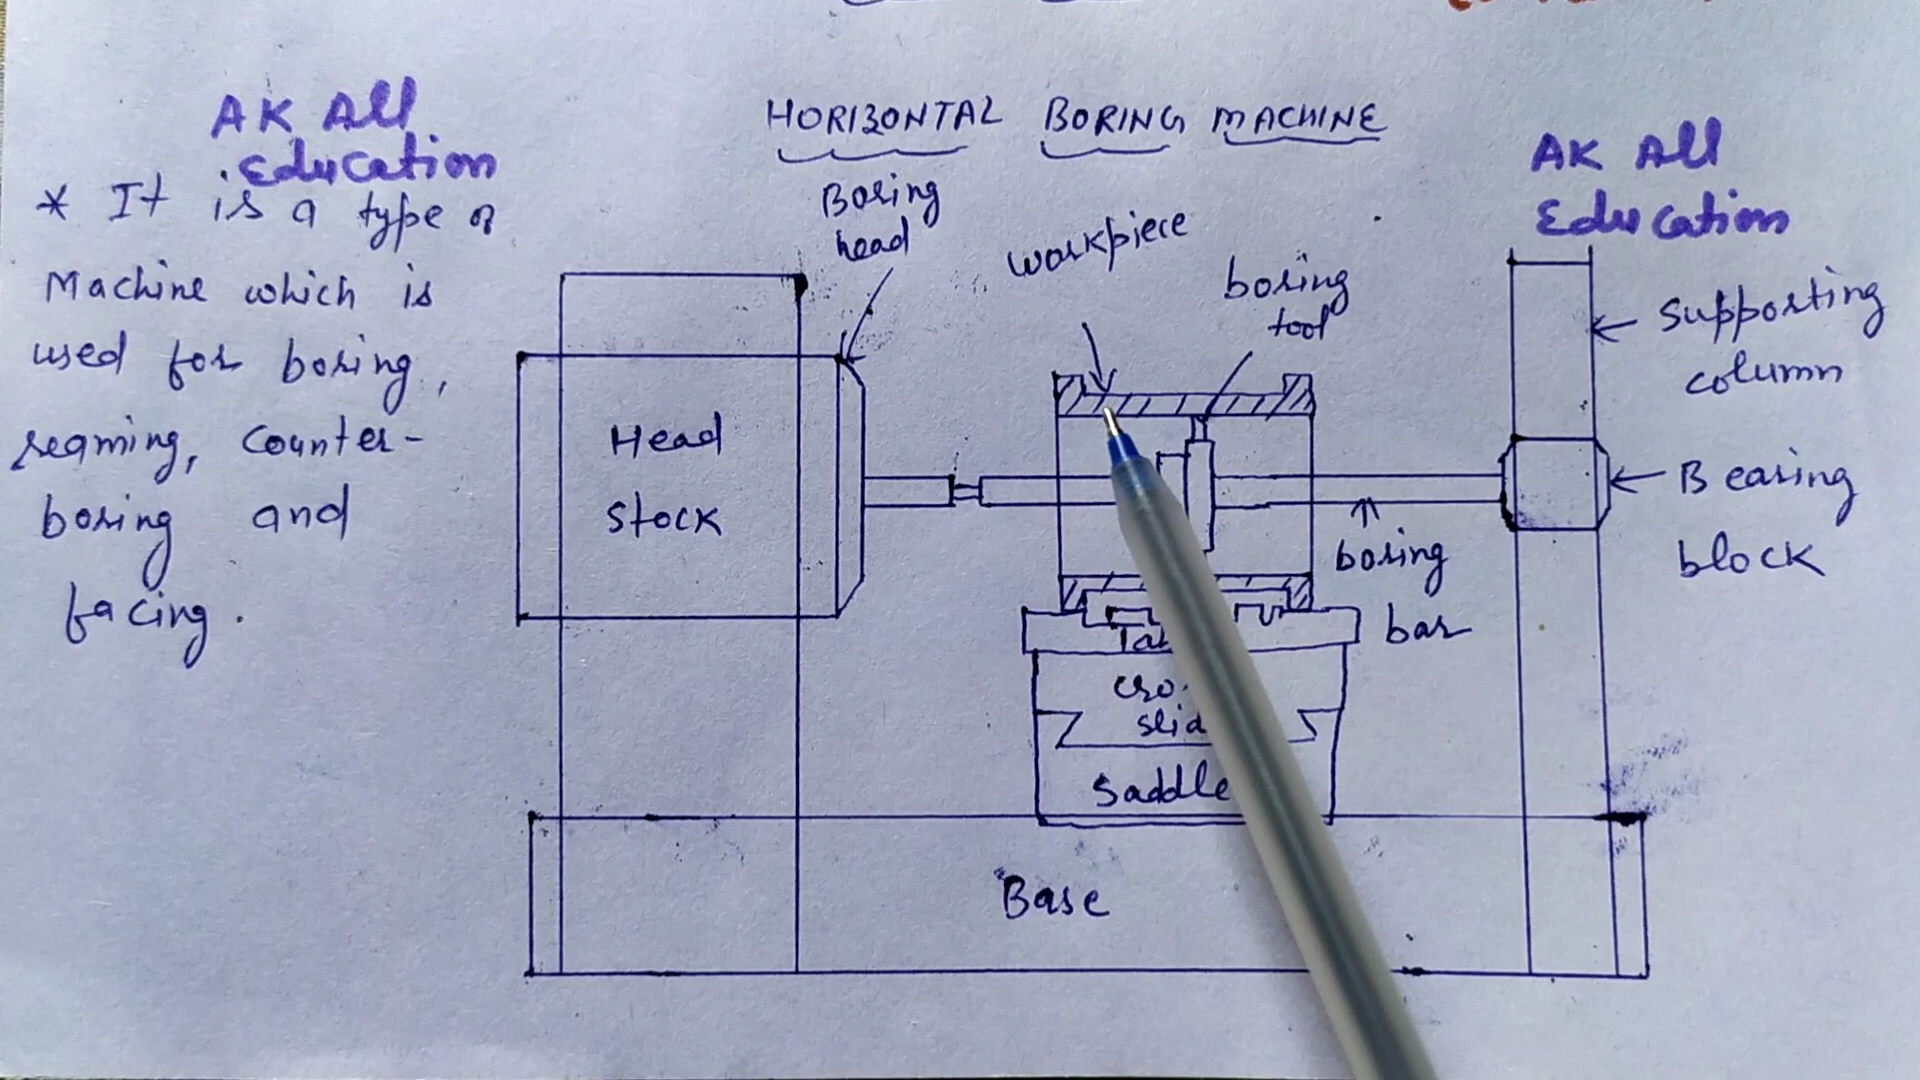 AK All
Education
HORIZONTAL BORING MACHINE
AK All
Education
* It is a type of
Machine which is
used for boring,
reaming, counter-
boring and
facing.
Boring
head
workpiece
boring
tool
Supporting
column
Head
Stock
Bearing
block
boring
bar
Saddle
Base